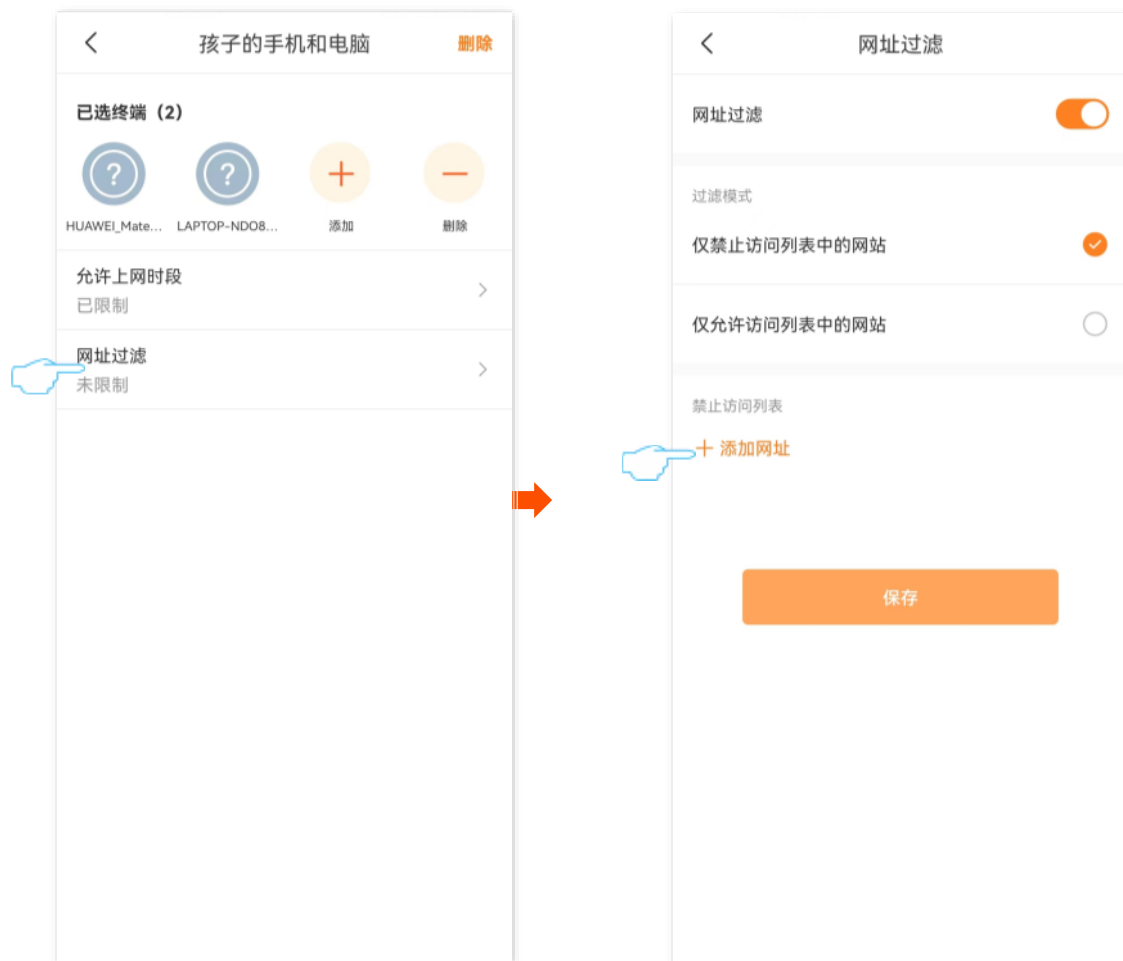 孩子的手机和电脑
删除
已选终端（2）
HUAWEI_Mate...
LAPTOP-NDO8...
添加
删除
允许上网时段
已限制
网址过滤
未限制
网址过滤
网址过滤
过滤模式
仅禁止访问列表中的网站
仅允许访问列表中的网站
禁止访问列表
添加网址
保存